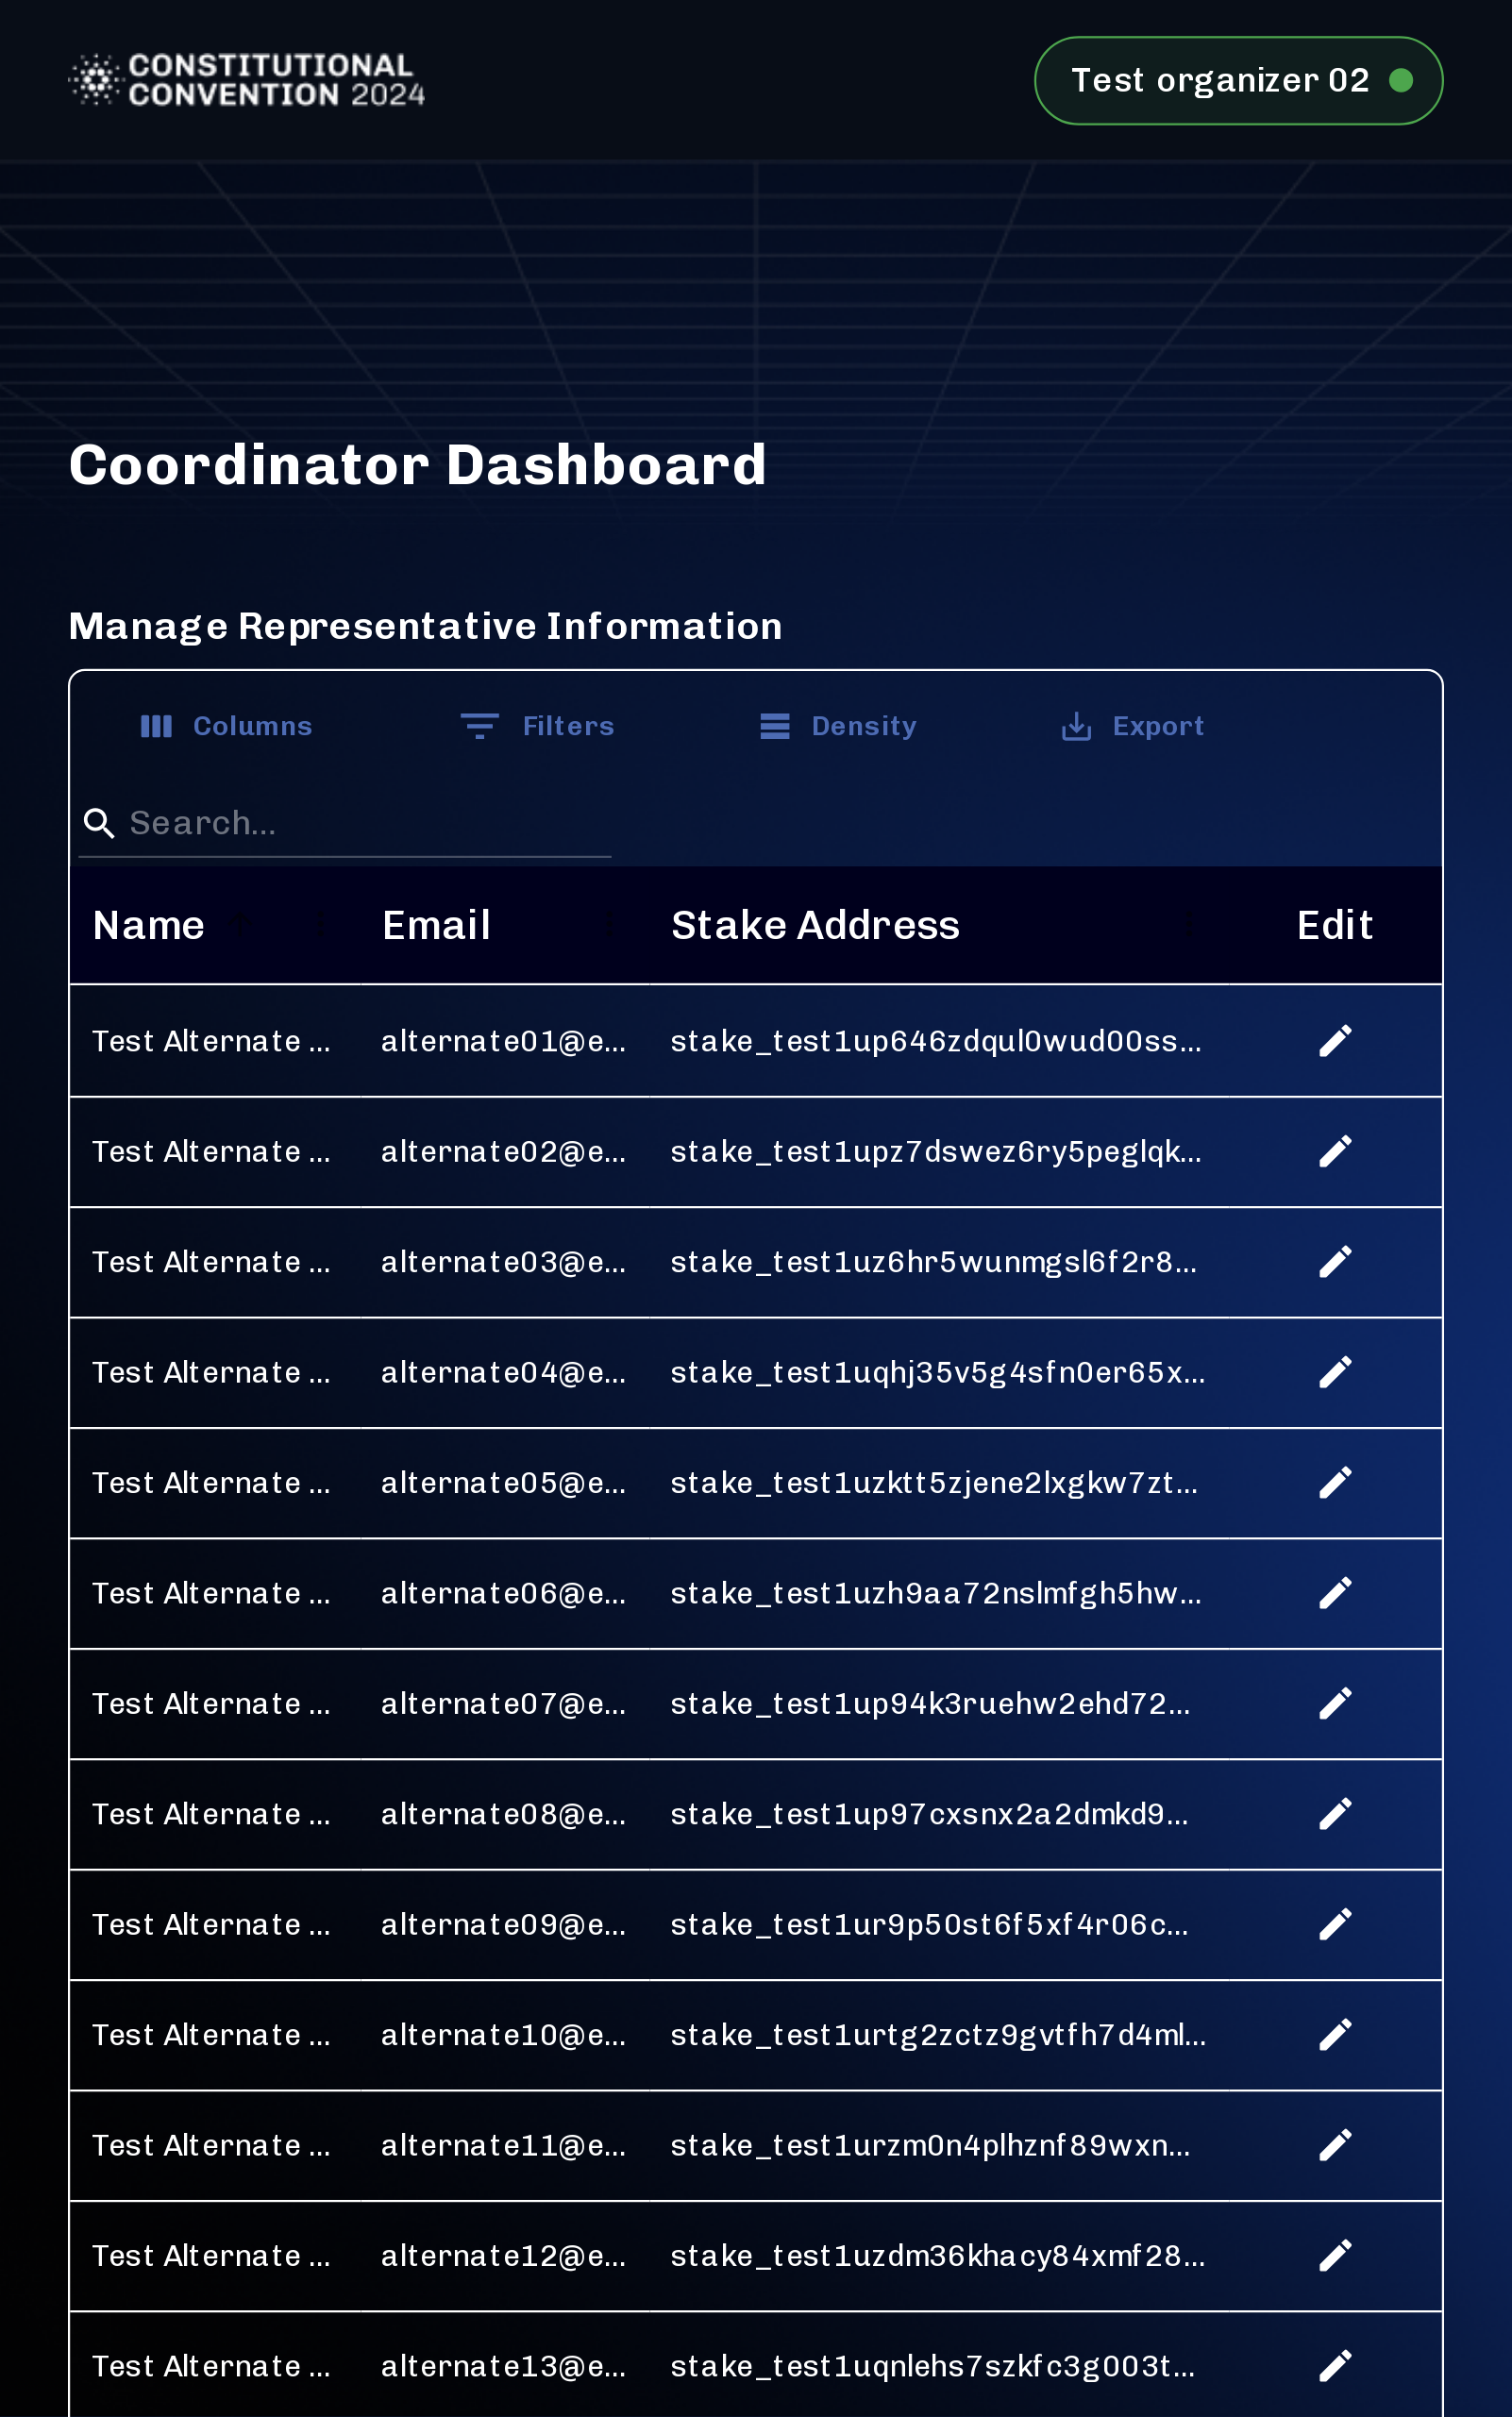 CONSTITUTIONAL
CONVENTION 2024
Test organizer 02
Coordinator Dashboard
Manage Representative Information
Columns Filters Density Export
Search…
Name Email Stake Address Edit
Test Alternate ... alternate01@e... stake_test1up646zdqul0wud00ss...
Test Alternate ... alternate02@e... stake_test1upz7dswez6ry5peglqk...
Test Alternate ... alternate03@e... stake_test1uz6hr5wunmgsl6f2r8...
Test Alternate ... alternate04@e... stake_test1uqhj35v5g4sfn0er65x...
Test Alternate ... alternate05@e... stake_test1uzktt5zjene2lxgkw7zt...
Test Alternate ... alternate06@e... stake_test1uzh9aa72nslmfgh5hw...
Test Alternate ... alternate07@e... stake_test1up94k3ruehw2ehd72...
Test Alternate ... alternate08@e... stake_test1up97cxsnx2a2dmkd9...
Test Alternate ... alternate09@e... stake_test1ur9p50st6f5xf4r06c...
Test Alternate ... alternate10@e... stake_test1urtg2zctz9gvtfh7d4ml...
Test Alternate ... alternate11@e... stake_test1urzm0n4plhznf89wxn...
Test Alternate ... alternate12@e... stake_test1uzdm36khacy84xmf28...
Test Alternate ... alternate13@e... stake_test1uqnlehs7szkfc3g003t...